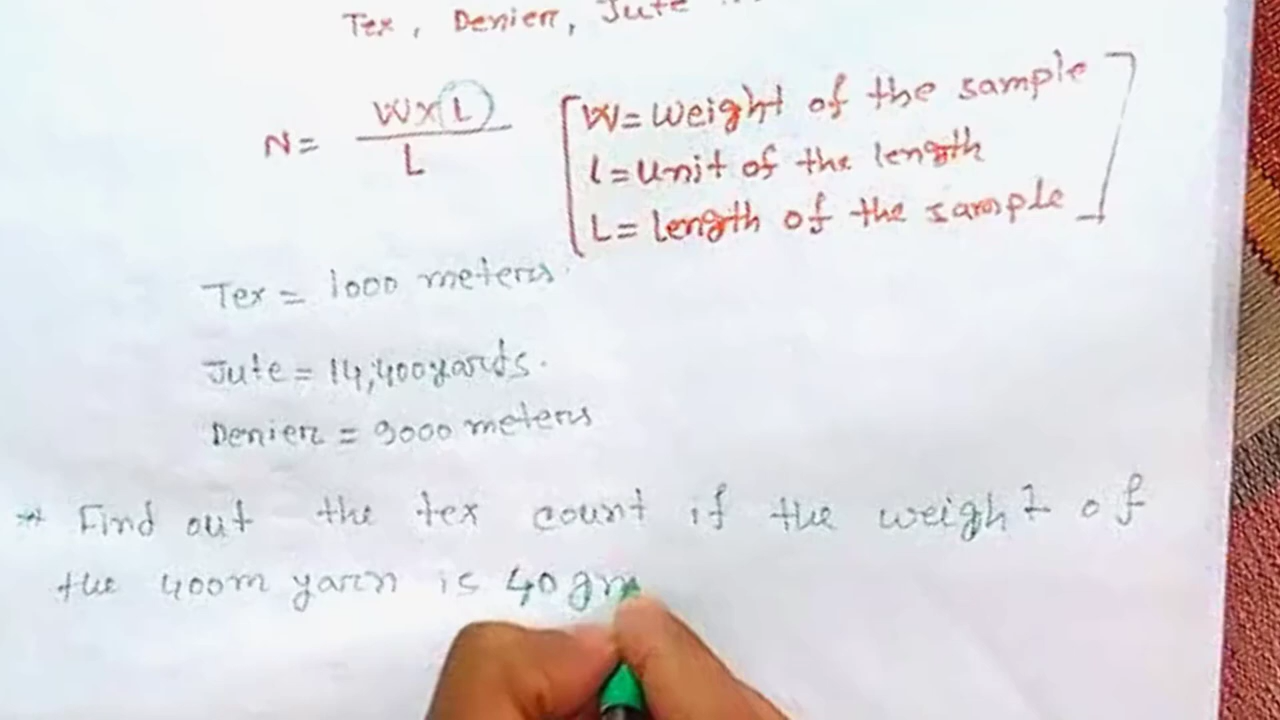 Tex, Denier, Jute
N = W×L / L
[W = Weight of the sample
l = unit of the length
L = length of the sample]
Tex = 1000 meters.
Jute = 14,400 yards.
Denier = 9000 meters
* Find out the tex count if the weight of
the 400m yarn is 40 gm